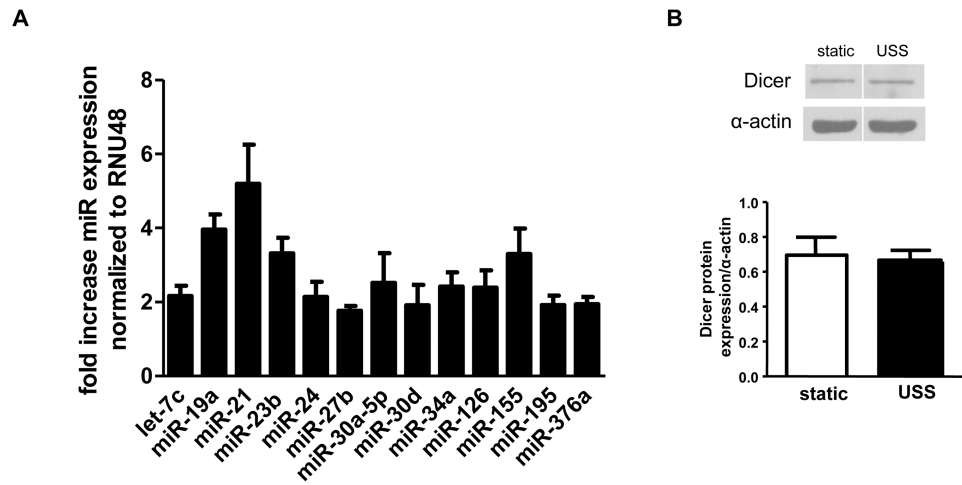 A
fold increase miR expression
normalized to RNU48
8
6
4
2
0
let-7c
miR-19a
miR-21
miR-23b
miR-24
miR-27b
miR-30a-5p
miR-30d
miR-34a
miR-126
miR-155
miR-195
miR-376a
B
static USS
Dicer
α-actin
Dicer protein
expression/α-actin
1.0
0.8
0.6
0.4
0.2
0.0
static USS